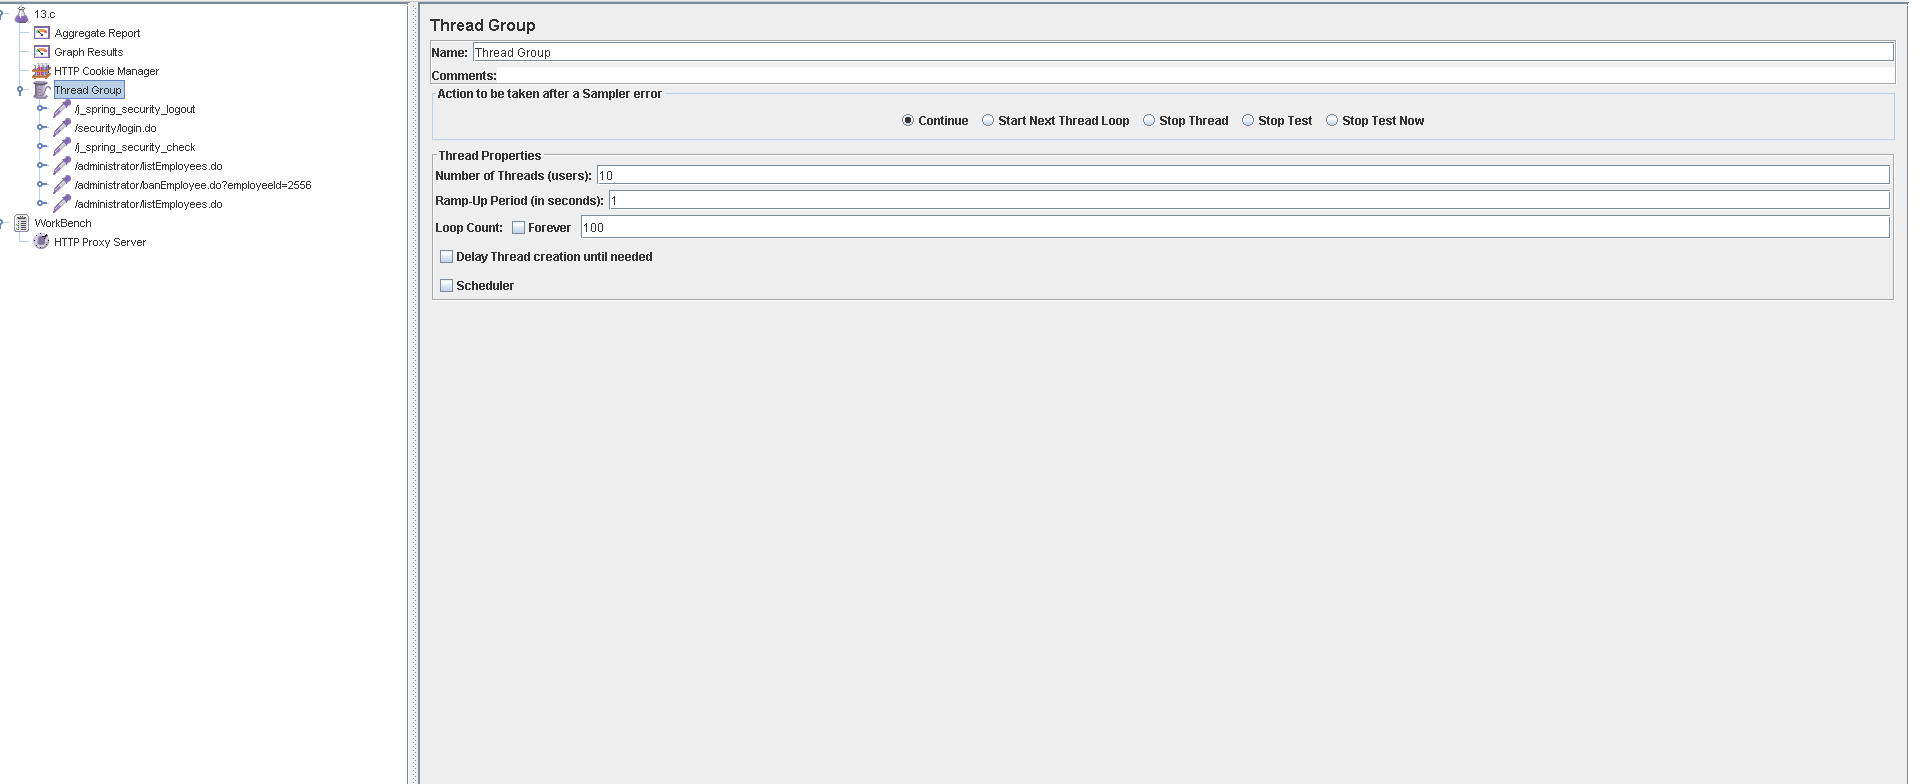 13.c
Aggregate Report
Graph Results
HTTP Cookie Manager
Thread Group
/j_spring_security_logout
/security/login.do
/j_spring_security_check
/administrator/listEmployees.do
/administrator/banEmployee.do?employeeId=2556
/administrator/listEmployees.do
WorkBench
HTTP Proxy Server
Thread Group
Name: Thread Group
Comments:
Action to be taken after a Sampler error
Continue Start Next Thread Loop Stop Thread Stop Test Stop Test Now
Thread Properties
Number of Threads (users): 10
Ramp-Up Period (in seconds): 1
Loop Count: Forever 100
Delay Thread creation until needed
Scheduler